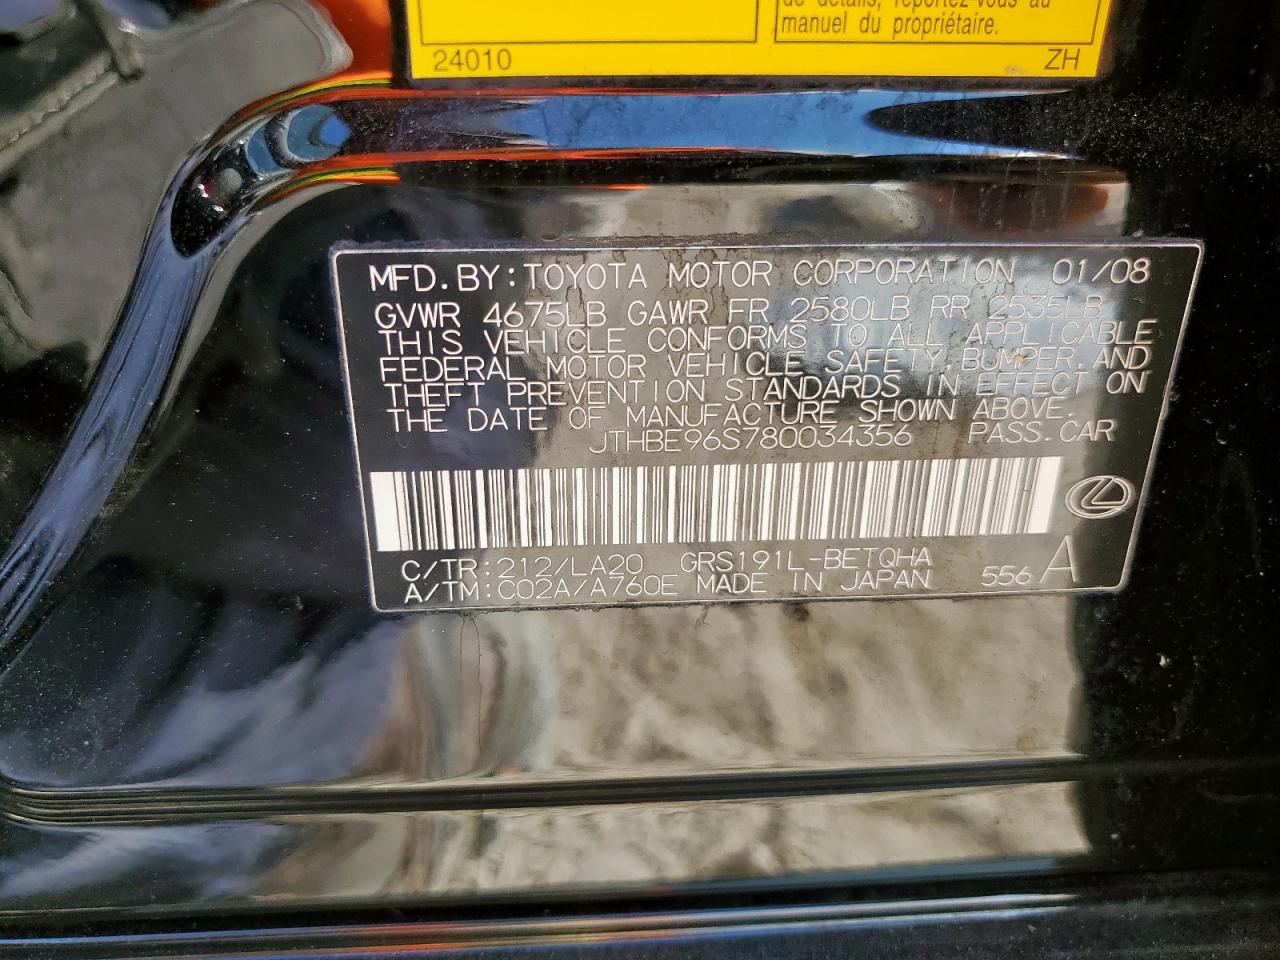 de details, reportez-vous au
manuel du propriétaire.
24010 ZH
MFD. BY: TOYOTA MOTOR CORPORATION 01/08
GVWR 4675LB GAWR FR 2580LB RR 2535LB
THIS VEHICLE CONFORMS TO ALL APPLICABLE
FEDERAL MOTOR VEHICLE SAFETY, BUMPER, AND
THEFT PREVENTION STANDARDS IN EFFECT ON
THE DATE OF MANUFACTURE SHOWN ABOVE.
JTHBE96S780034356 PASS. CAR
C/TR: 212/LA20 GRS191L-BETQHA
A/TM: C02A/A760E MADE IN JAPAN 556 A